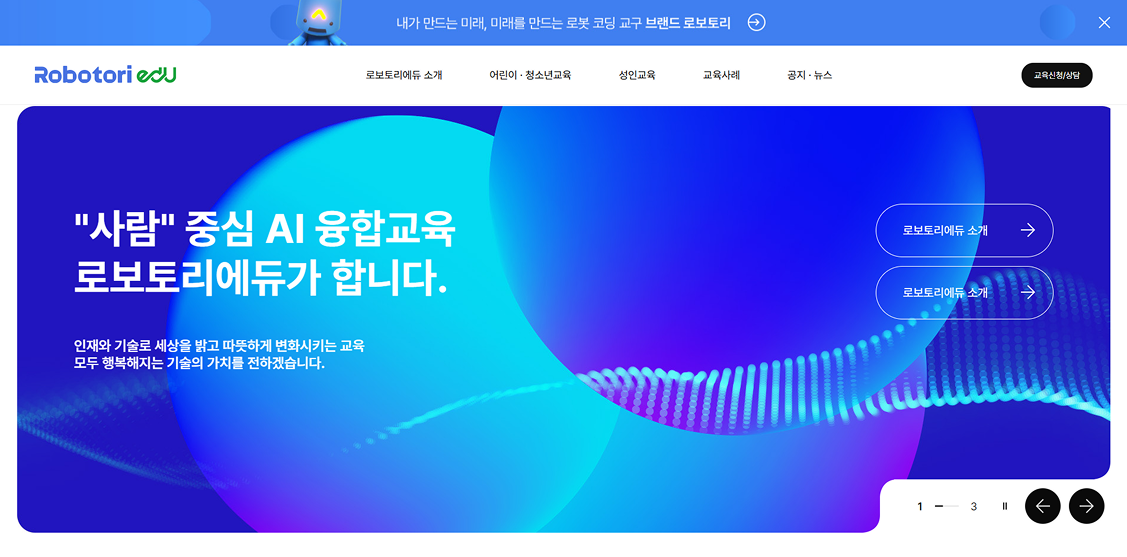 내가 만드는 미래, 미래를 만드는 로봇 코딩 교구 브랜드 로보토리
Robotori edu
로보토리에듀 소개
어린이 · 청소년교육
성인교육
교육사례
공지 · 뉴스
교육신청/상담
"사람" 중심 AI 융합교육
로보토리에듀가 합니다.
인재와 기술로 세상을 밝고 따뜻하게 변화시키는 교육
모두 행복해지는 기술의 가치를 전하겠습니다.
로보토리에듀 소개
로보토리에듀 소개
1
3